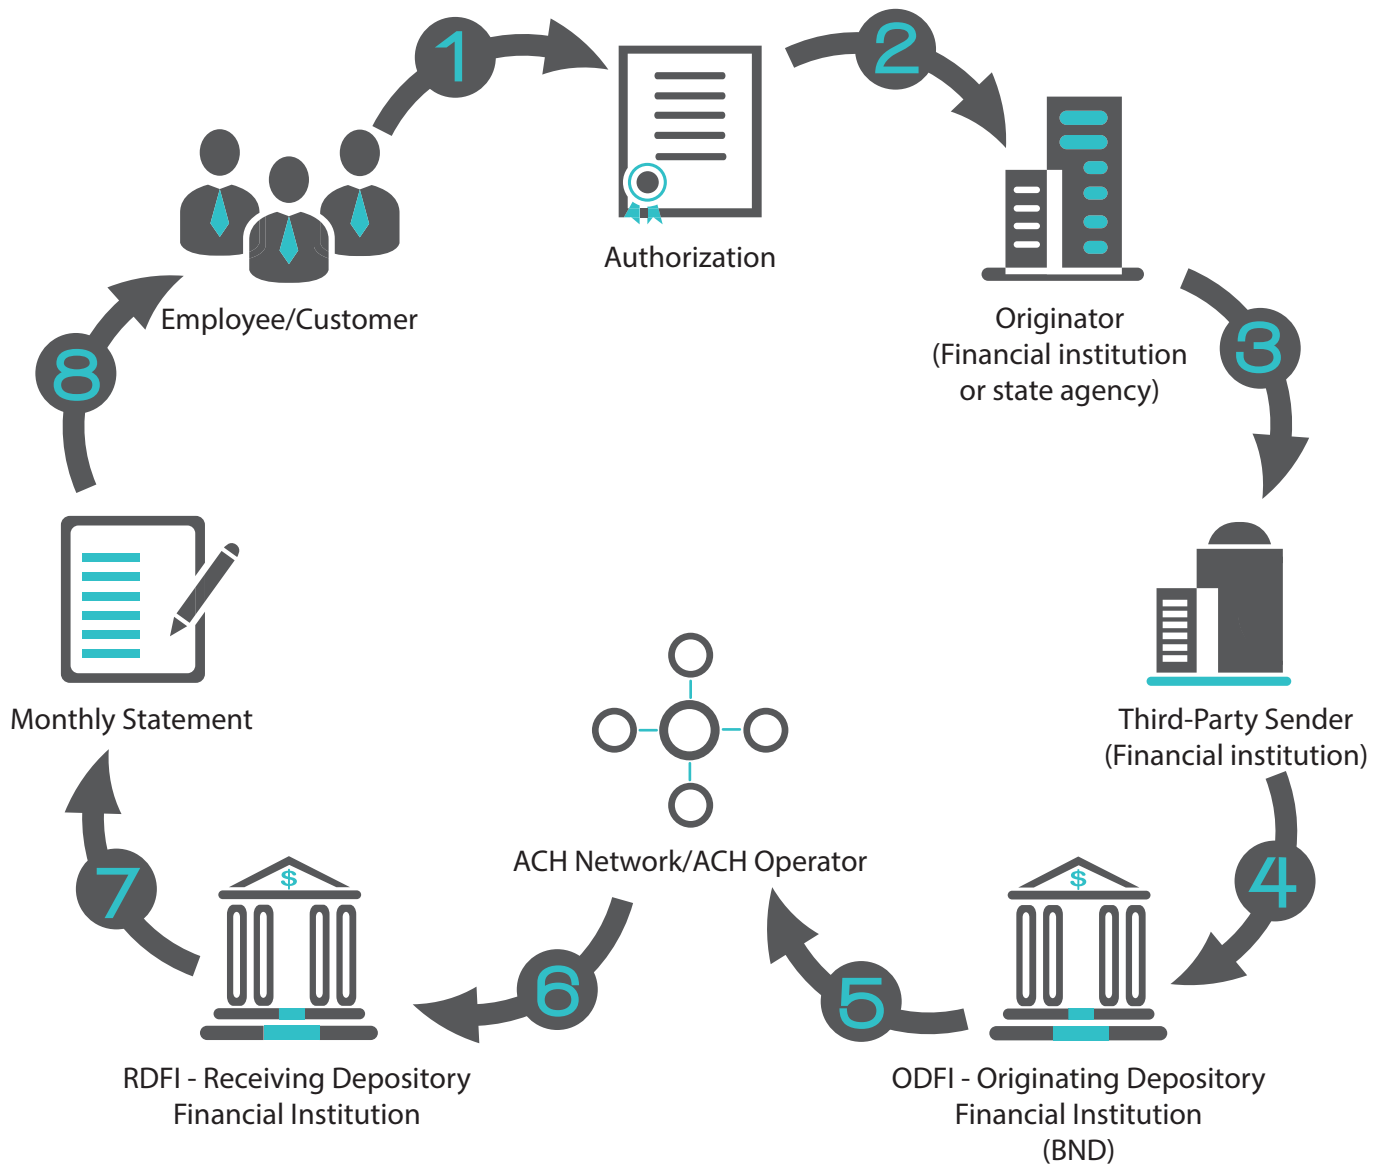 1
2
Authorization
Employee/Customer
Originator
(Financial institution
or state agency)
3
8
Monthly Statement
Third-Party Sender
(Financial institution)
ACH Network/ACH Operator
4
7
$
$
6
5
RDFI - Receiving Depository
Financial Institution
ODFI - Originating Depository
Financial Institution
(BND)